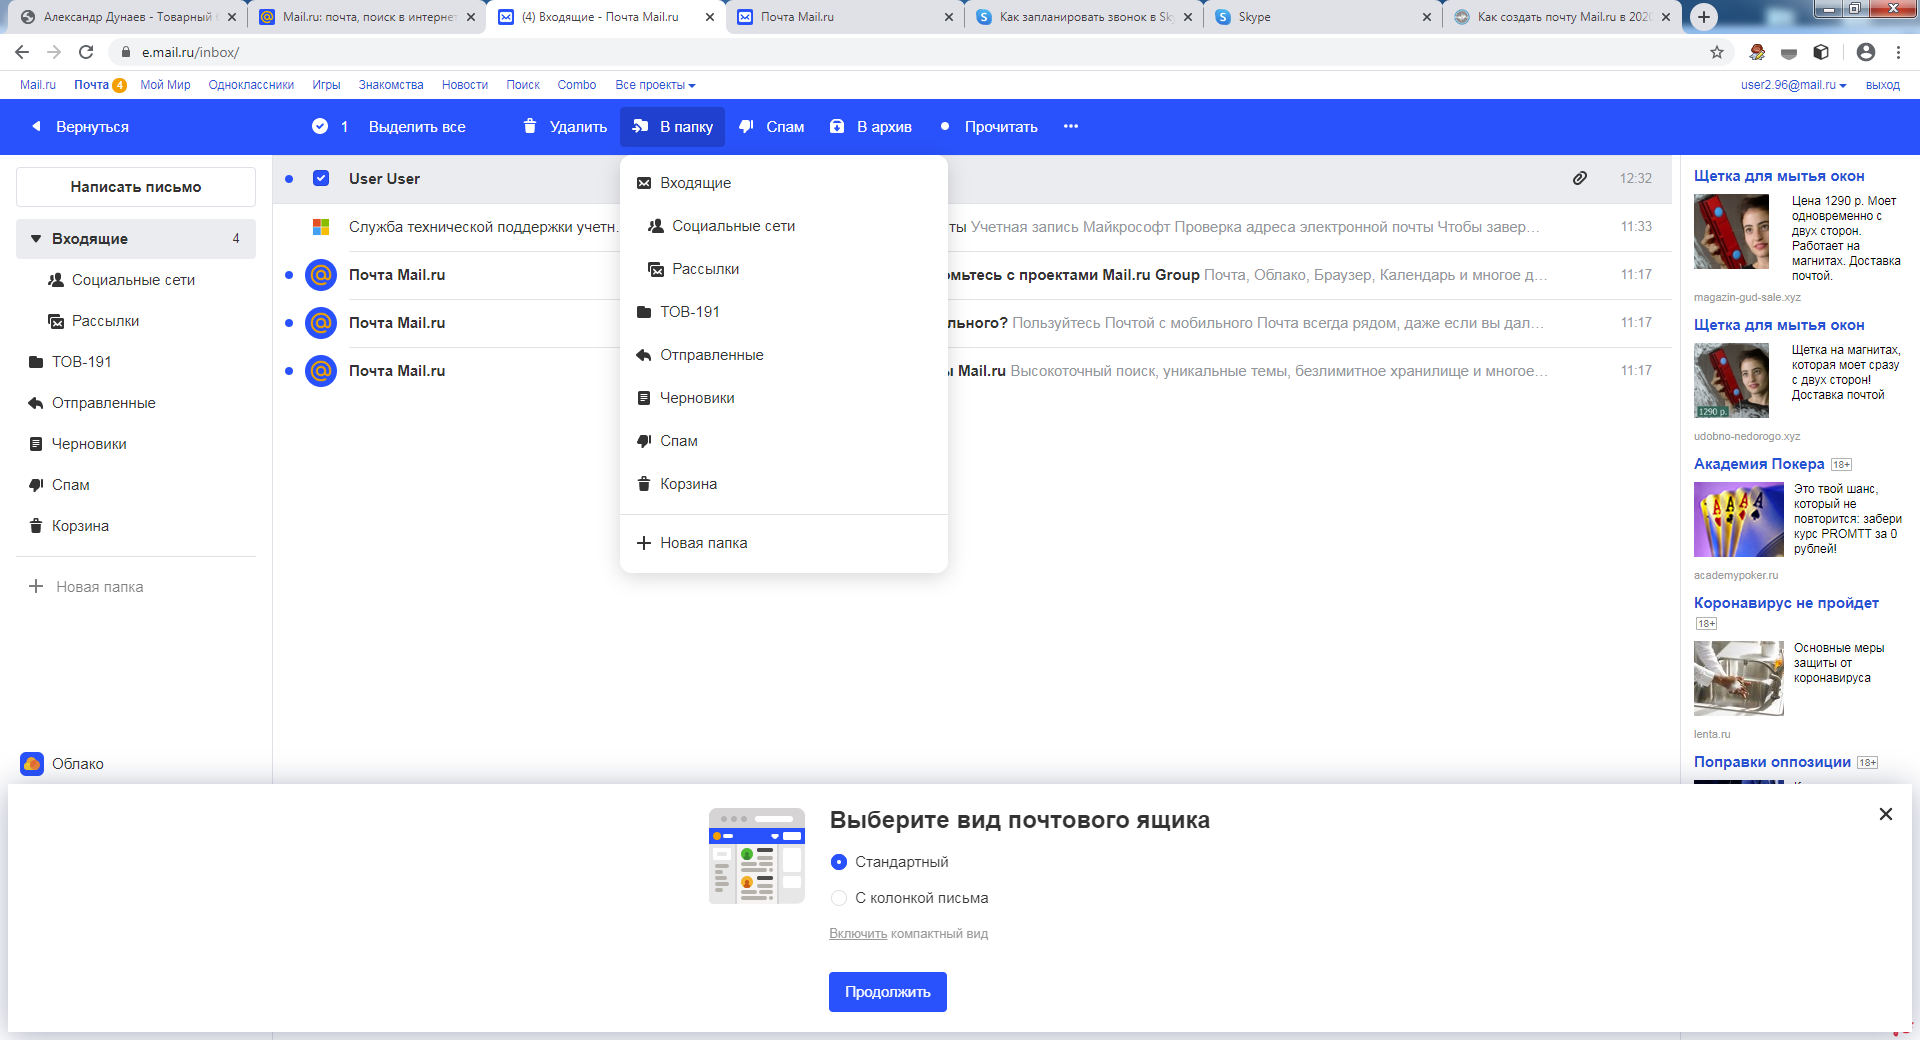 Александр Дунаев - Товарный
Mail.ru: почта, поиск в интернет
(4) Входящие - Почта Mail.ru
Почта Mail.ru
Как запланировать звонок в Sk
Skype
Как создать почту Mail.ru в 2020
e.mail.ru/inbox/
Mail.ru
Почта 4
Мой Мир
Одноклассники
Игры
Знакомства
Новости
Поиск
Combo
Все проекты
user2.96@mail.ru
выход
Вернуться
1
Выделить все
Удалить
В папку
Спам
В архив
Прочитать
Написать письмо
Входящие 4
Социальные сети
Рассылки
ТОВ-191
Отправленные
Черновики
Спам
Корзина
Новая папка
Облако
User User
12:32
Служба технической поддержки учетн...
ты Учетная запись Майкрософт Проверка адреса электронной почты Чтобы завер...
11:33
Почта Mail.ru
омьтесь с проектами Mail.ru Group Почта, Облако, Браузер, Календарь и многое д...
11:17
Почта Mail.ru
льного? Пользуйтесь Почтой с мобильного Почта всегда рядом, даже если вы дал...
11:17
Почта Mail.ru
ы Mail.ru Высокоточный поиск, уникальные темы, безлимитное хранилище и многое...
11:17
Входящие
Социальные сети
Рассылки
ТОВ-191
Отправленные
Черновики
Спам
Корзина
Новая папка
Щетка для мытья окон
Цена 1290 р. Моет
одновременно с
двух сторон.
Работает на
магнитах. Доставка
почтой.
magazin-gud-sale.xyz
Щетка для мытья окон
Щетка на магнитах,
которая моет сразу
с двух сторон!
Доставка почтой
1290 р.
udobno-nedorogo.xyz
Академия Покера 18+
Это твой шанс,
который не
повторится: забери
курс PROMTT за 0
рублей!
academypoker.ru
Коронавирус не пройдет
18+
Основные меры
защиты от
коронавируса
lenta.ru
Поправки оппозиции 18+
Выберите вид почтового ящика
Стандартный
С колонкой письма
Включить компактный вид
Продолжить